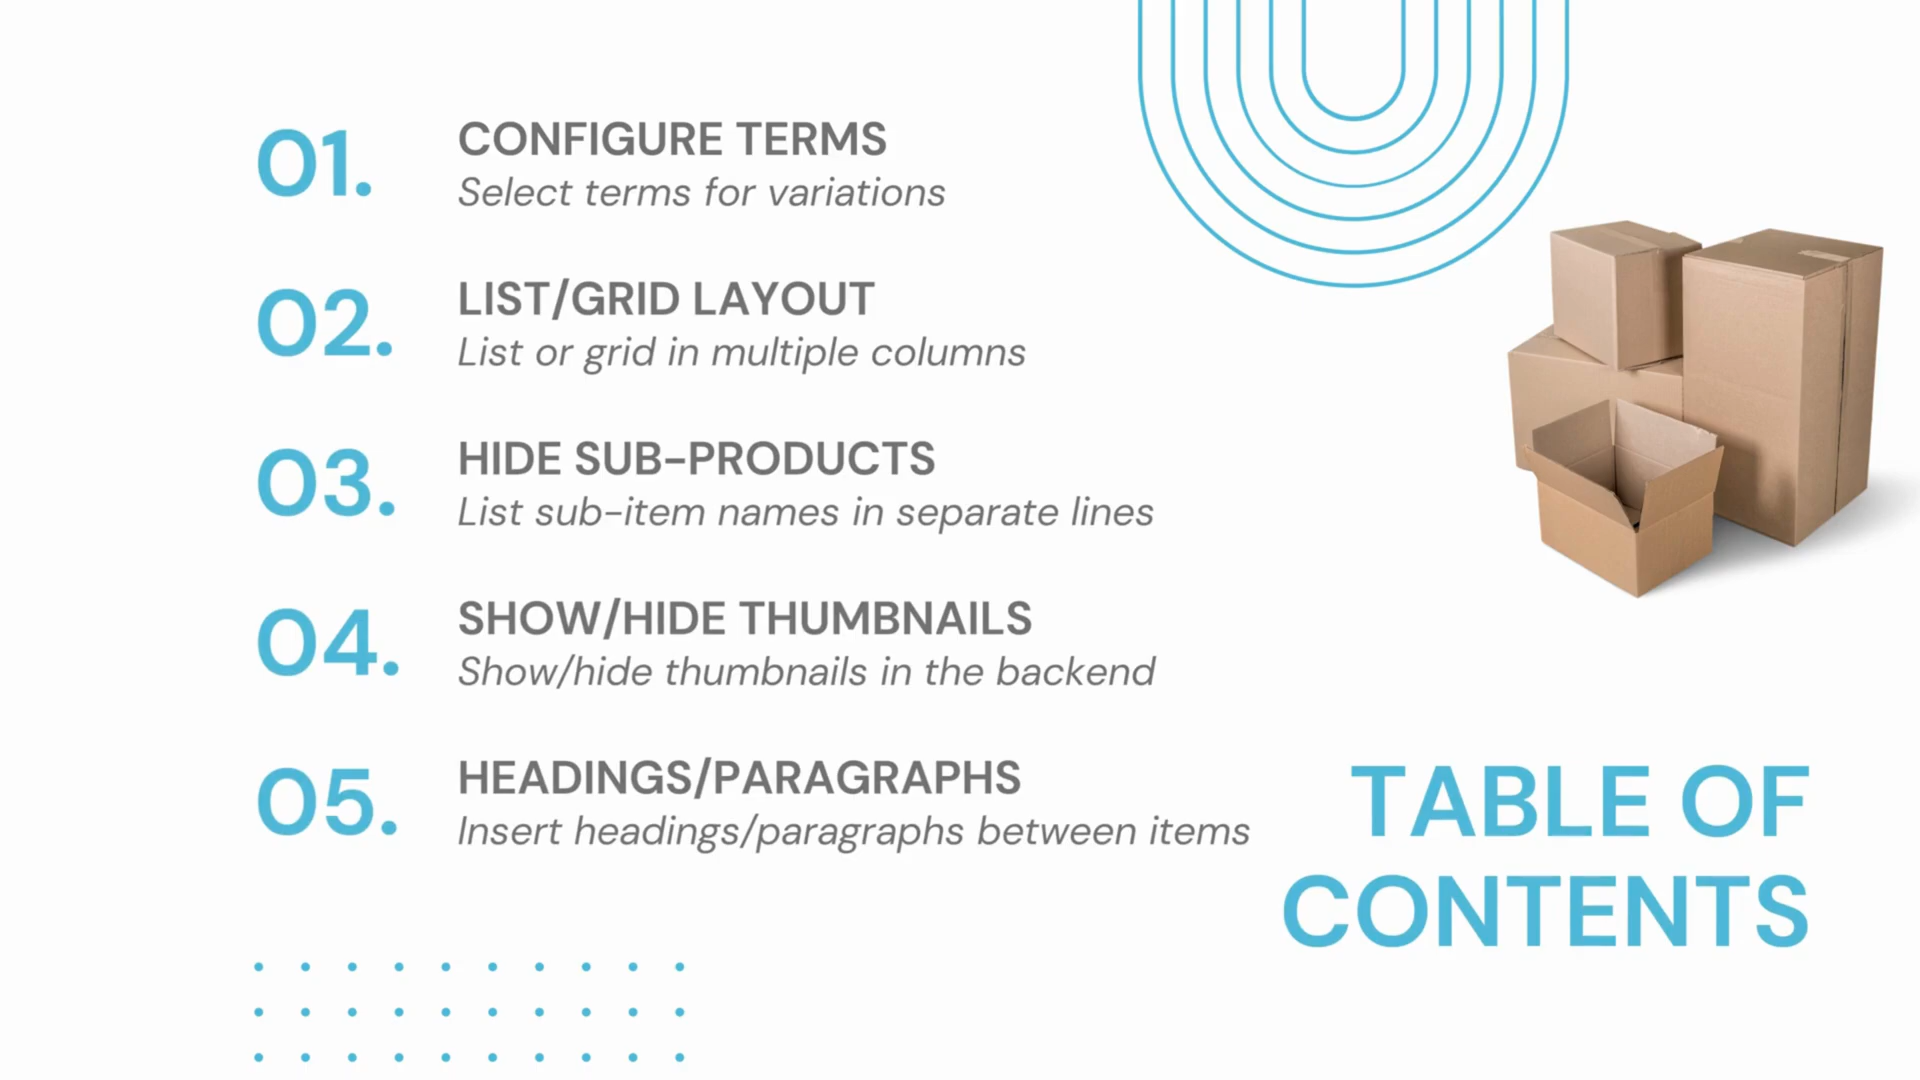 01.
CONFIGURE TERMS
Select terms for variations
02.
LIST/GRID LAYOUT
List or grid in multiple columns
03.
HIDE SUB-PRODUCTS
List sub-item names in separate lines
04.
SHOW/HIDE THUMBNAILS
Show/hide thumbnails in the backend
05.
HEADINGS/PARAGRAPHS
Insert headings/paragraphs between items
TABLE OF
CONTENTS